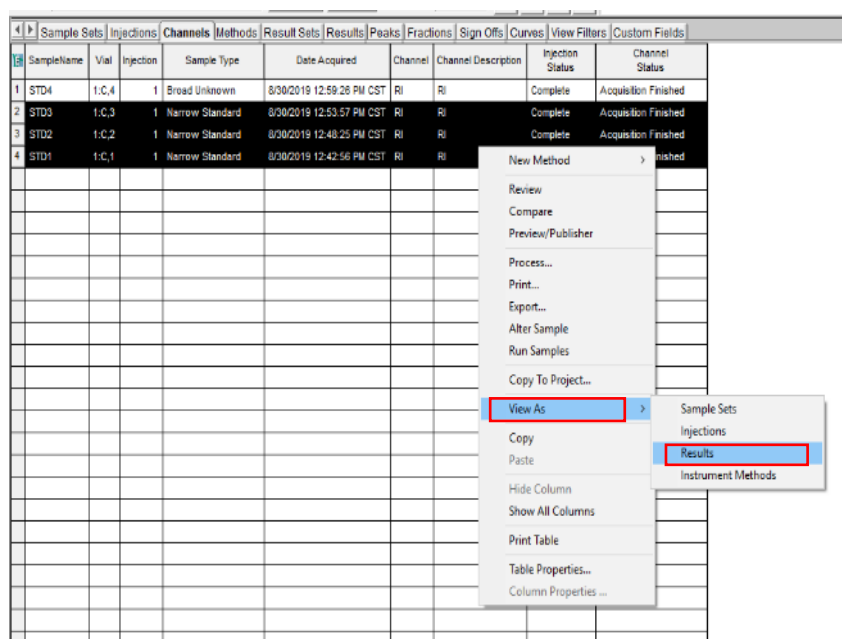 Sample Sets Injections Channels Methods Result Sets Results Peaks Fractions Sign Offs Curves View Filters Custom Fields
SampleName Vial Injection Sample Type Date Acquired Channel Channel Description Injection Status Channel Status
1 STD4 1:C,4 1 Broad Unknown 8/30/2019 12:59:26 PM CST RI RI Complete Acquisition Finished
2 STD3 1:C,3 1 Narrow Standard 8/30/2019 12:53:57 PM CST RI RI Complete Acquisition Finished
3 STD2 1:C,2 1 Narrow Standard 8/30/2019 12:48:25 PM CST RI RI Complete Acquisition Finished
4 STD1 1:C,1 1 Narrow Standard 8/30/2019 12:42:56 PM CST RI RI nished
New Method
Review
Compare
Preview/Publisher
Process...
Print...
Export...
Alter Sample
Run Samples
Copy To Project...
View As
Copy
Paste
Hide Column
Show All Columns
Print Table
Table Properties...
Column Properties ...
Sample Sets
Injections
Results
Instrument Methods